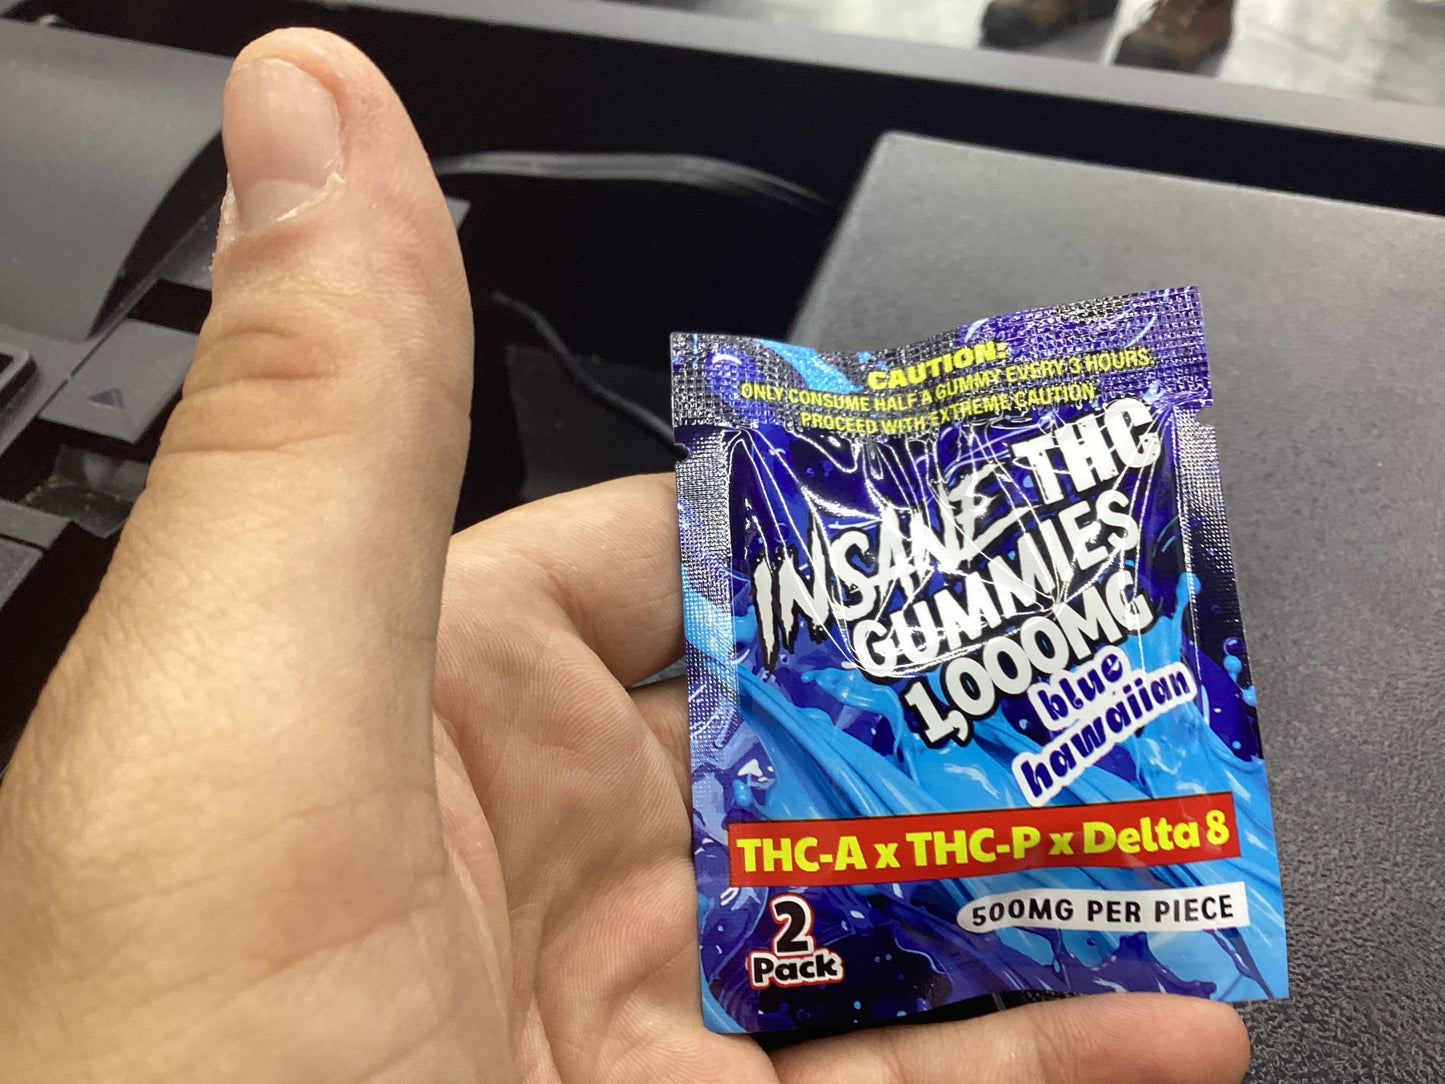 CAUTION:
ONLY CONSUME HALF A GUMMY EVERY 3 HOURS.
PROCEED WITH EXTREME CAUTION.
INSANE THC
GUMMIES
1,000MG
blue
hawaiian
THC-A x THC-P x Delta 8
2
Pack
500MG PER PIECE